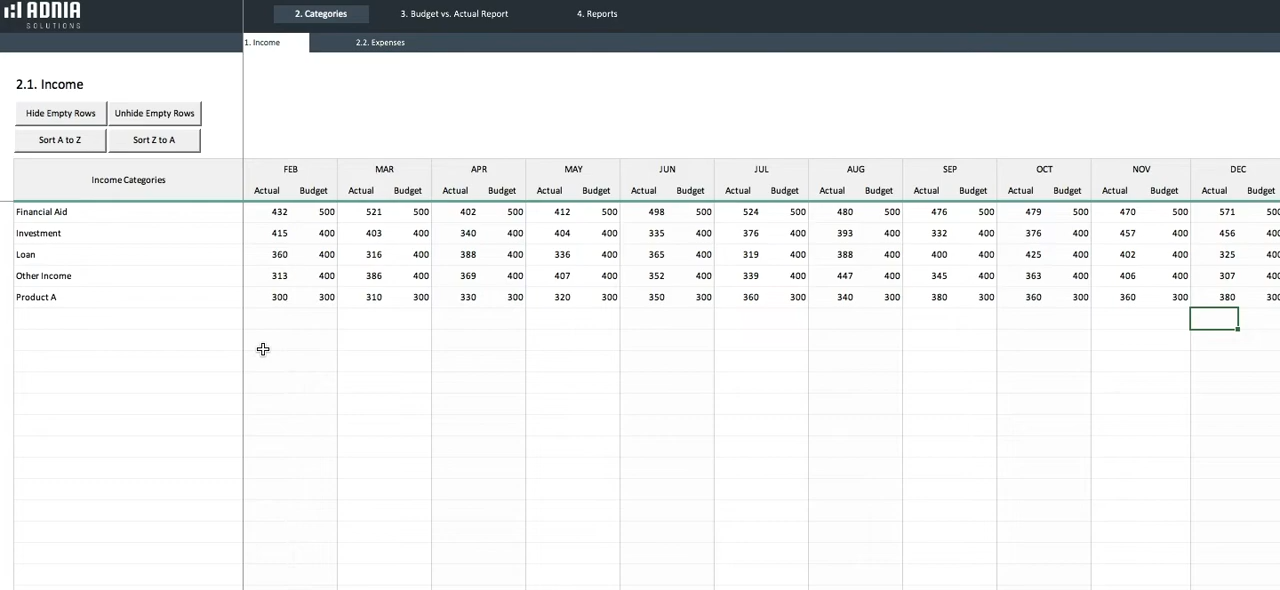 ADNIA
SOLUTIONS
2. Categories 3. Budget vs. Actual Report 4. Reports
1. Income 2.2. Expenses
2.1. Income
Hide Empty Rows Unhide Empty Rows
Sort A to Z Sort Z to A
Income Categories
FEB MAR APR MAY JUN JUL AUG SEP OCT NOV DEC
Actual Budget Actual Budget Actual Budget Actual Budget Actual Budget Actual Budget Actual Budget Actual Budget Actual Budget Actual Budget Actual Budget
Financial Aid 432 500 521 500 402 500 412 500 498 500 524 500 480 500 476 500 479 500 470 500 571 500
Investment 415 400 403 400 340 400 404 400 335 400 376 400 393 400 332 400 376 400 457 400 456 400
Loan 360 400 316 400 388 400 336 400 365 400 319 400 388 400 400 400 425 400 402 400 325 400
Other Income 313 400 386 400 369 400 407 400 352 400 339 400 447 400 345 400 363 400 406 400 307 400
Product A 300 300 310 300 330 300 320 300 350 300 360 300 340 300 380 300 360 300 360 300 380 300